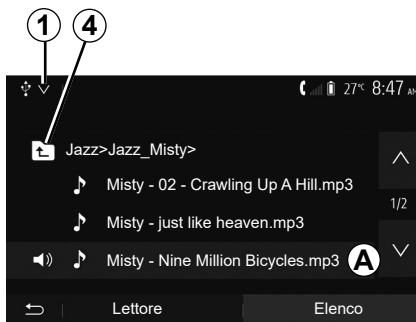 1 4
27°C 8:47 AM
Jazz>Jazz_Misty>
Misty - 02 - Crawling Up A Hill.mp3
Misty - just like heaven.mp3
1/2
Misty - Nine Million Bicycles.mp3 A
Lettore Elenco